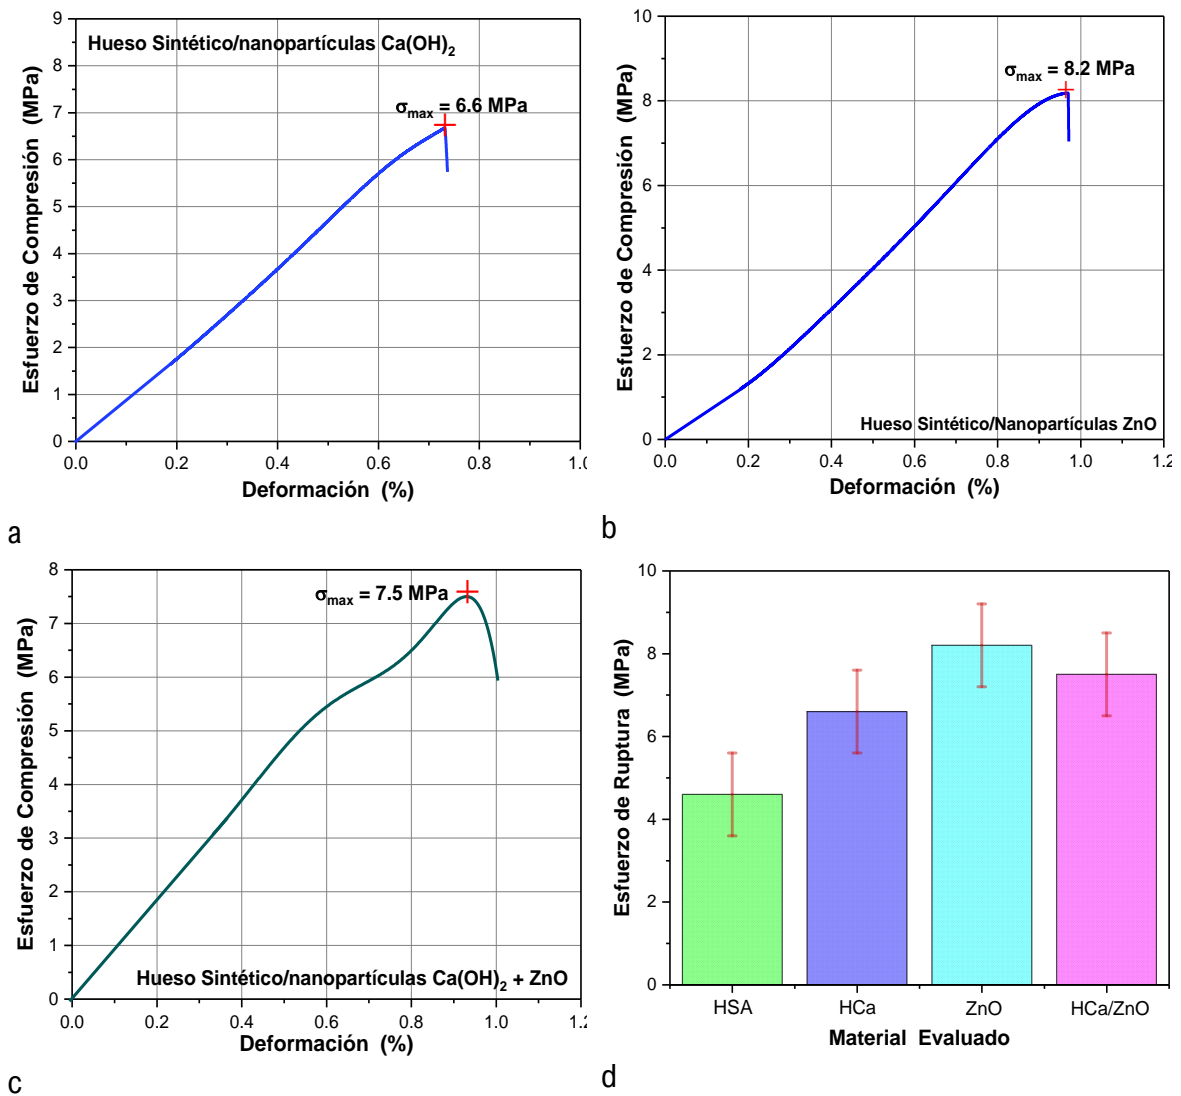 Hueso Sintético/nanopartículas Ca(OH)₂
σmax = 6.6 MPa
Esfuerzo de Compresión (MPa)
9
8
7
6
5
4
3
2
1
0
0.0 0.2 0.4 0.6 0.8 1.0
Deformación (%)
a
σmax = 8.2 MPa
Esfuerzo de Compresión (MPa)
10
8
6
4
2
0
Hueso Sintético/Nanopartículas ZnO
0.0 0.2 0.4 0.6 0.8 1.0 1.2
Deformación (%)
b
σmax = 7.5 MPa
Esfuerzo de Compresión (MPa)
8
7
6
5
4
3
2
1
0
Hueso Sintético/nanopartículas Ca(OH)₂ + ZnO
0.0 0.2 0.4 0.6 0.8 1.0 1.2
Deformación (%)
c
Esfuerzo de Ruptura (MPa)
10
8
6
4
2
0
HSA HCa ZnO HCa/ZnO
Material Evaluado
d